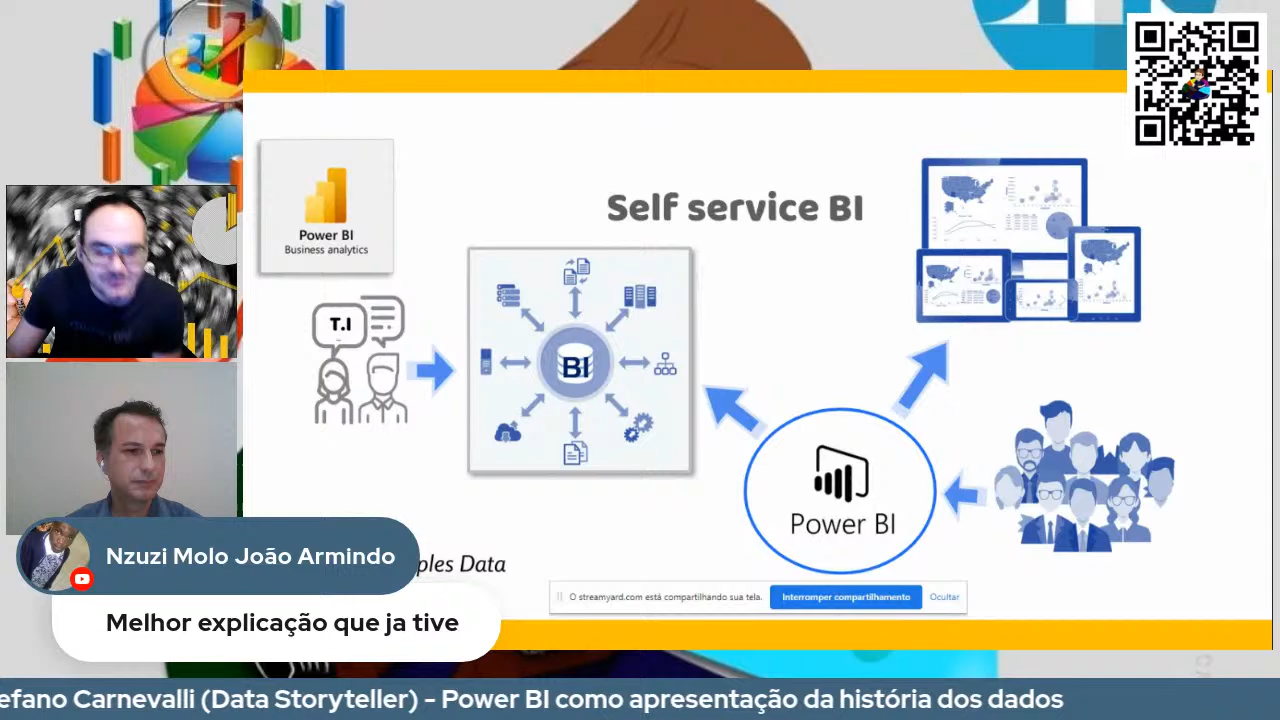 Power BI
Business analytics
Self service BI
T.I
BI
Power BI
ples Data
O streamyard.com está compartilhando sua tela.
Interromper compartilhamento
Ocultar
Nzuzi Molo João Armindo
Melhor explicação que ja tive
efano Carnevalli (Data Storyteller) - Power BI como apresentação da história dos dados